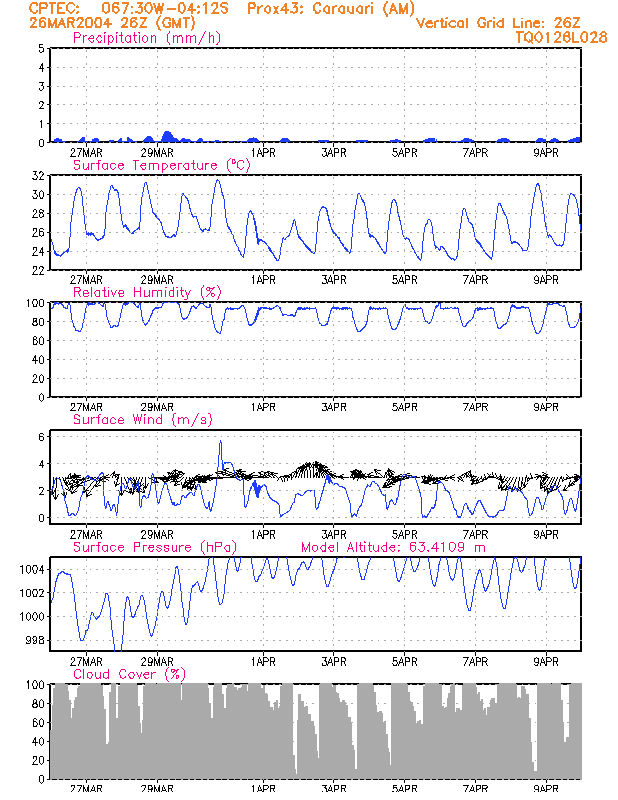 CPTEC: 067:30W-04:12S Prox43: Carauari (AM)
26MAR2004 26Z (GMT) Vertical Grid Line: 26Z
Precipitation (mm/h) TQ0126L028
5
4
3
2
1
0
27MAR 29MAR 1APR 3APR 5APR 7APR 9APR
Surface Temperature (°C)
32
30
28
26
24
22
27MAR 29MAR 1APR 3APR 5APR 7APR 9APR
Relative Humidity (%)
100
80
60
40
20
0
27MAR 29MAR 1APR 3APR 5APR 7APR 9APR
Surface Wind (m/s)
6
4
2
0
27MAR 29MAR 1APR 3APR 5APR 7APR 9APR
Surface Pressure (hPa) Model Altitude: 63.4109 m
1004
1002
1000
998
27MAR 29MAR 1APR 3APR 5APR 7APR 9APR
Cloud Cover (%)
100
80
60
40
20
0
27MAR 29MAR 1APR 3APR 5APR 7APR 9APR